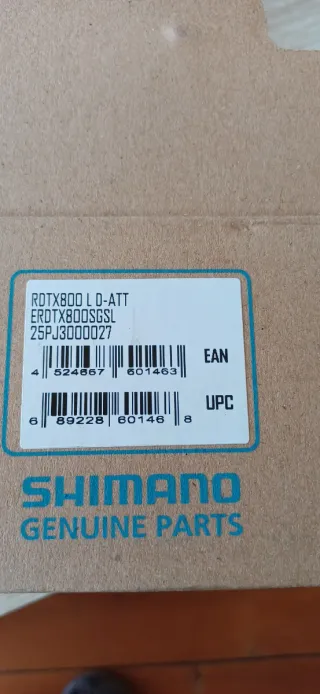 RDTX800 L D-ATT
ERDTX800SGSL
25PJ3000027
4 524667 601463 EAN
6 89228 60146 8 UPC
SHIMANO
GENUINE PARTS